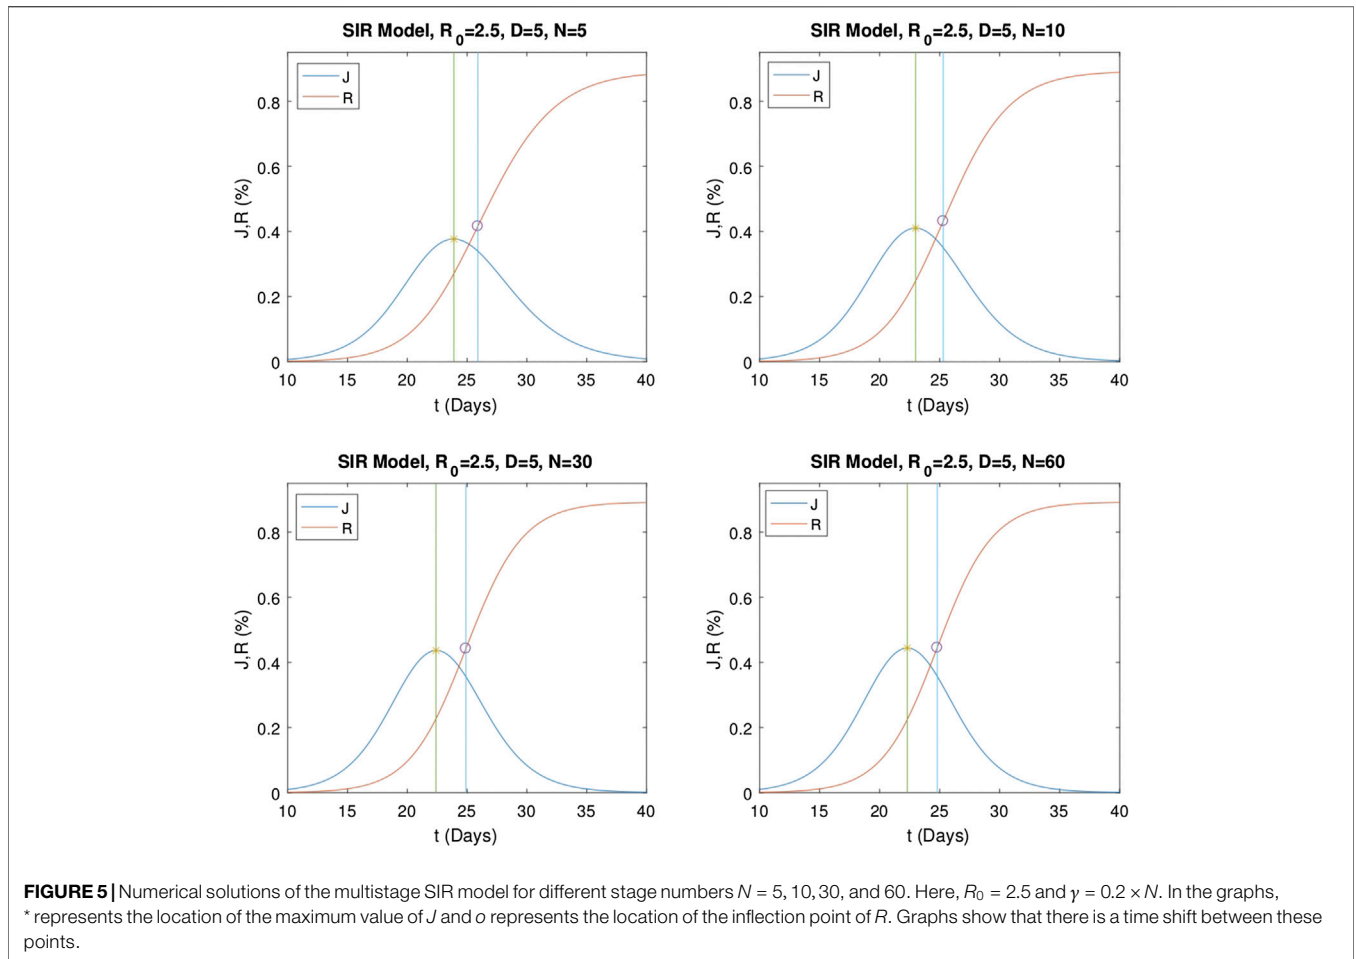 SIR Model, R0=2.5, D=5, N=5
J
R
0.8
0.6
0.4
0.2
0
J,R (%)
10 15 20 25 30 35 40
t (Days)
SIR Model, R0=2.5, D=5, N=10
J
R
0.8
0.6
0.4
0.2
0
J,R (%)
10 15 20 25 30 35 40
t (Days)
SIR Model, R0=2.5, D=5, N=30
J
R
0.8
0.6
0.4
0.2
0
J,R (%)
10 15 20 25 30 35 40
t (Days)
SIR Model, R0=2.5, D=5, N=60
J
R
0.8
0.6
0.4
0.2
0
J,R (%)
10 15 20 25 30 35 40
t (Days)
FIGURE 5 | Numerical solutions of the multistage SIR model for different stage numbers N = 5, 10, 30, and 60. Here, R0 = 2.5 and γ = 0.2 × N. In the graphs,
* represents the location of the maximum value of J and o represents the location of the inflection point of R. Graphs show that there is a time shift between these
points.